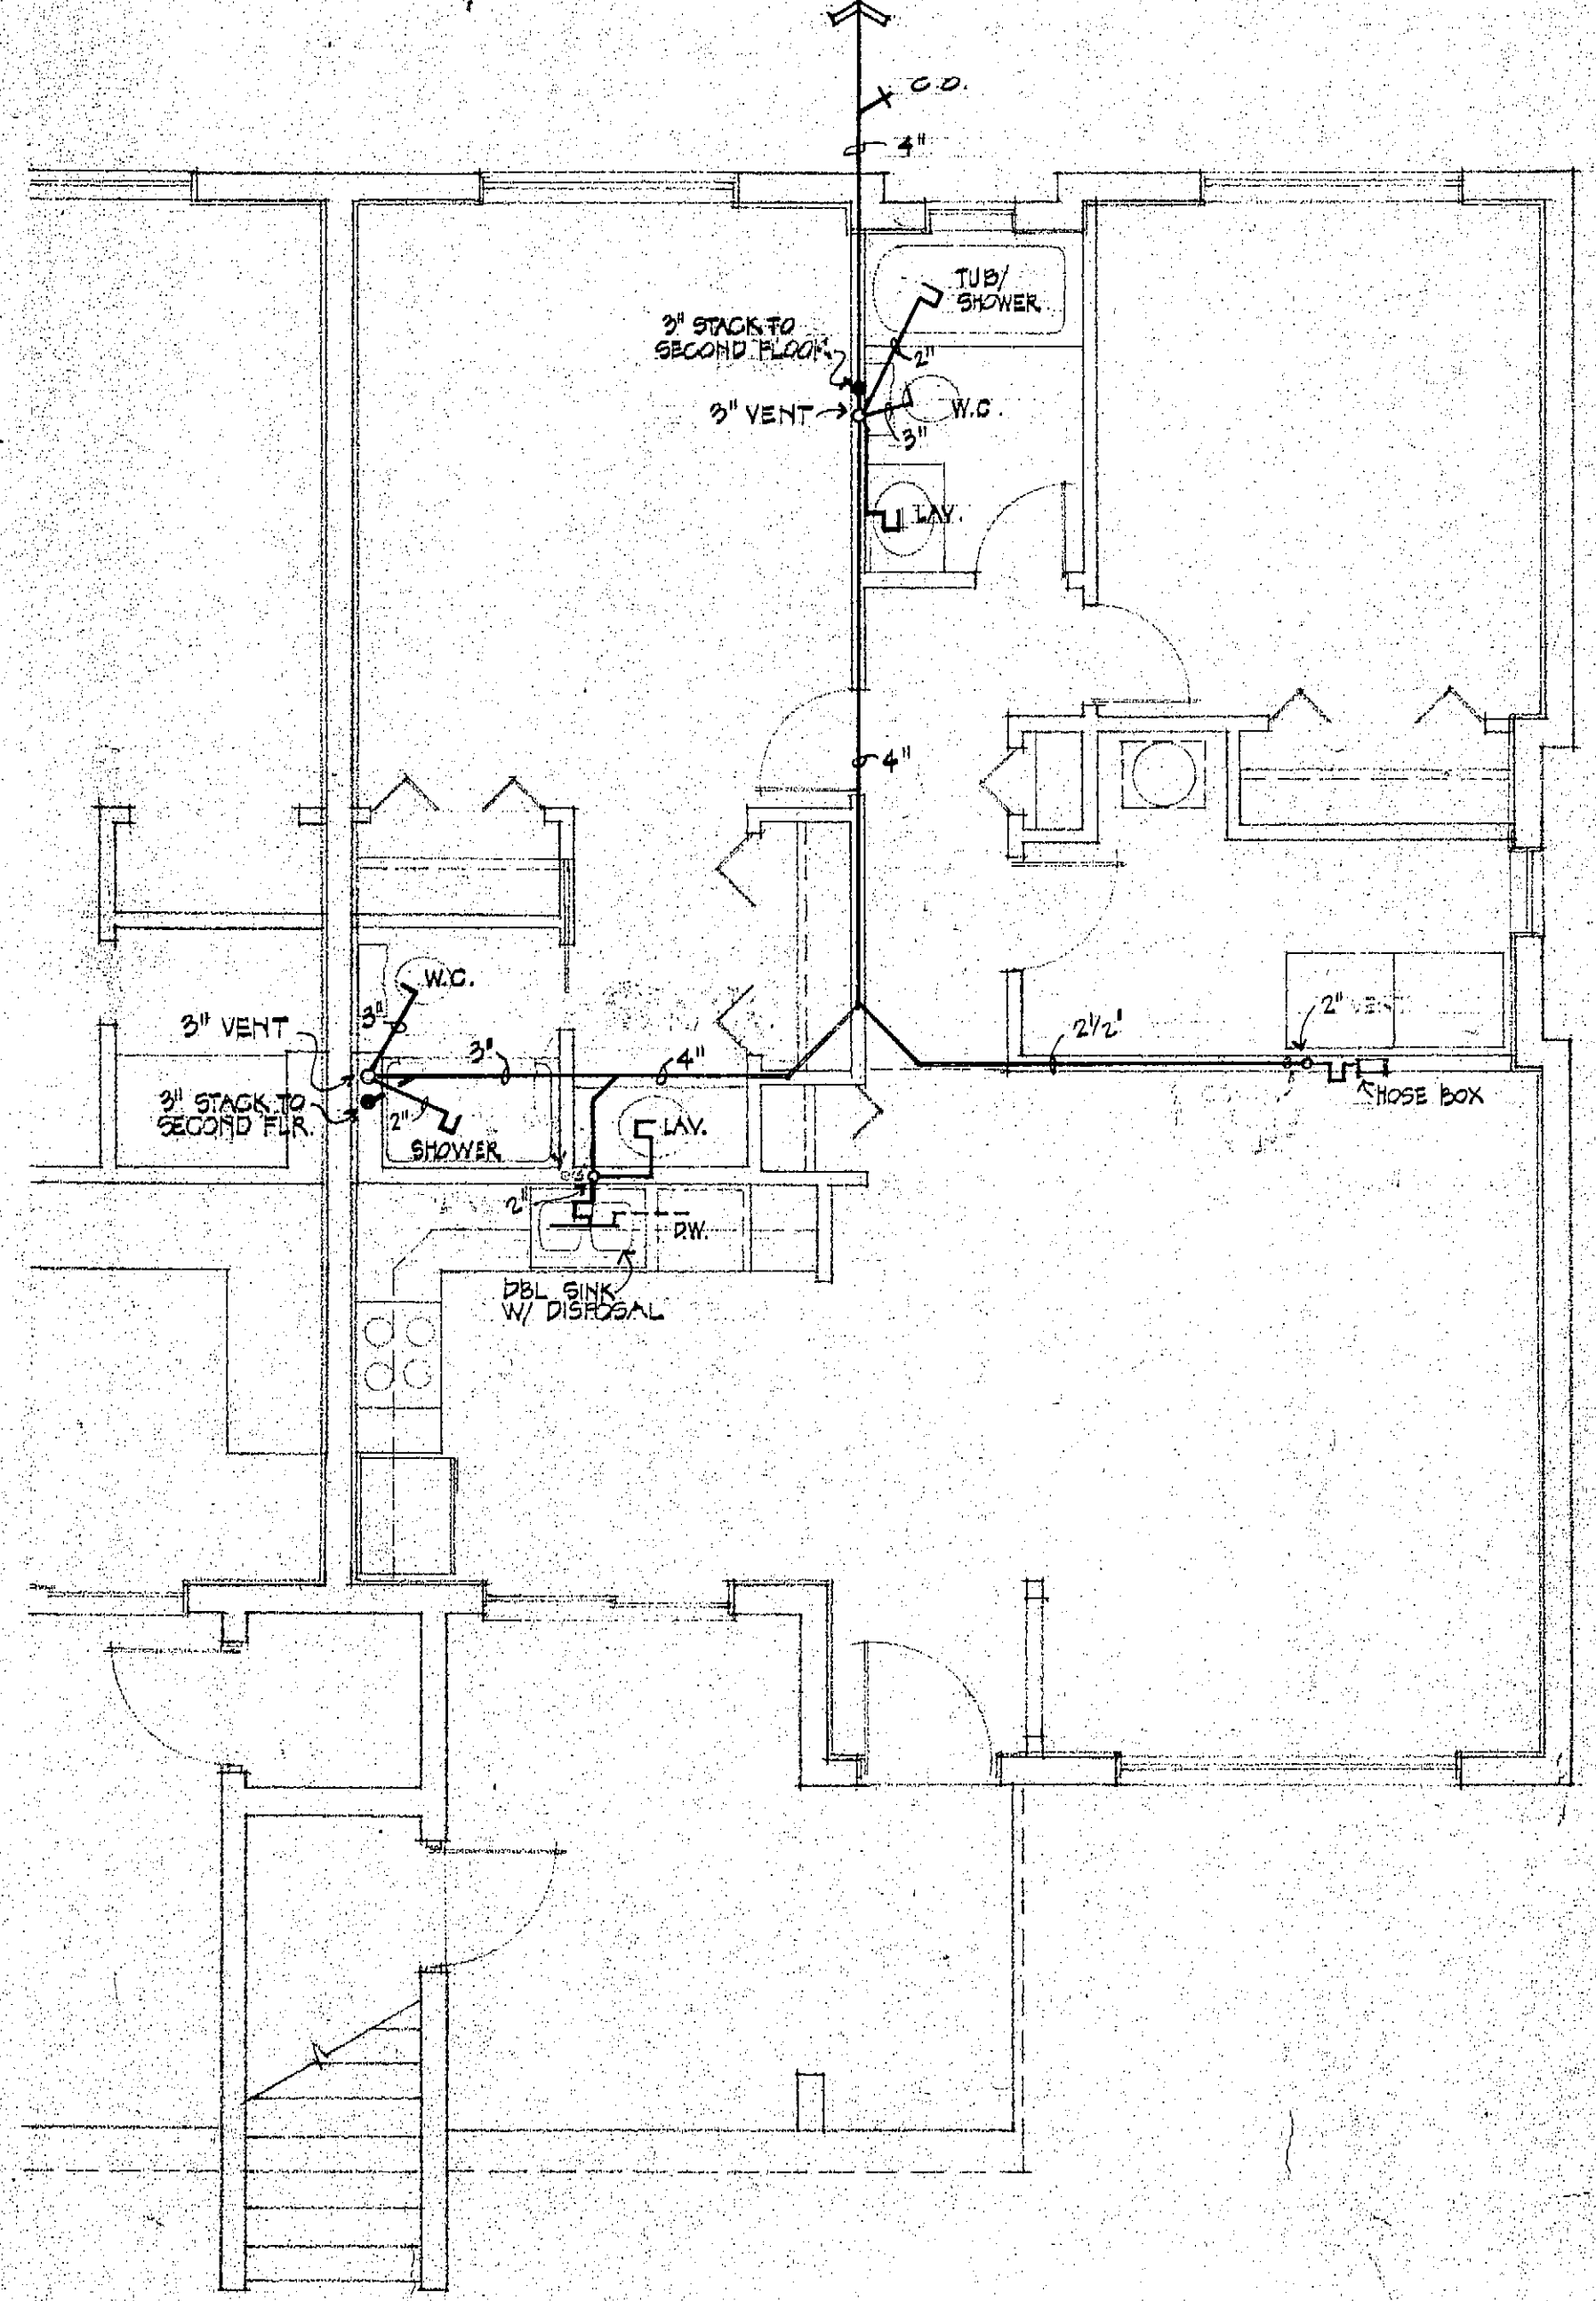 C.O.
4"
TUB/
SHOWER
3" STACK TO
SECOND FLOOR
2"
3" VENT
W.C.
3"
LAV.
4"
W.C.
3"
3" VENT
3"
4"
2 1/2"
2" VENT
HOSE BOX
3" STACK TO
SECOND FLR.
2"
SHOWER
LAV.
2"
D.W.
DBL SINK
W/ DISPOSAL